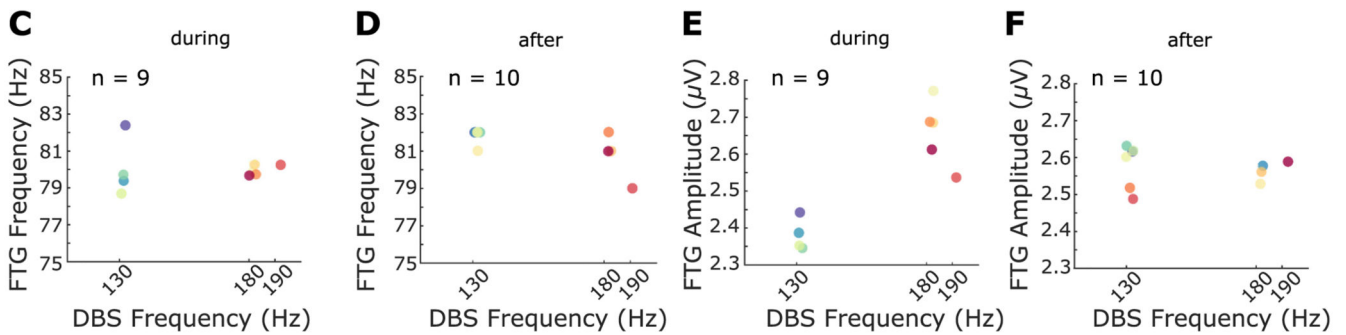 C
during
FTG Frequency (Hz)
85
83
81
79
77
75
n = 9
130
180
190
DBS Frequency (Hz)
D
after
FTG Frequency (Hz)
85
83
81
79
77
75
n = 10
130
180
190
DBS Frequency (Hz)
E
during
FTG Amplitude (µV)
2.8
2.7
2.6
2.5
2.4
2.3
n = 9
130
180
190
DBS Frequency (Hz)
F
after
FTG Amplitude (µV)
2.8
2.7
2.6
2.5
2.4
2.3
n = 10
130
180
190
DBS Frequency (Hz)